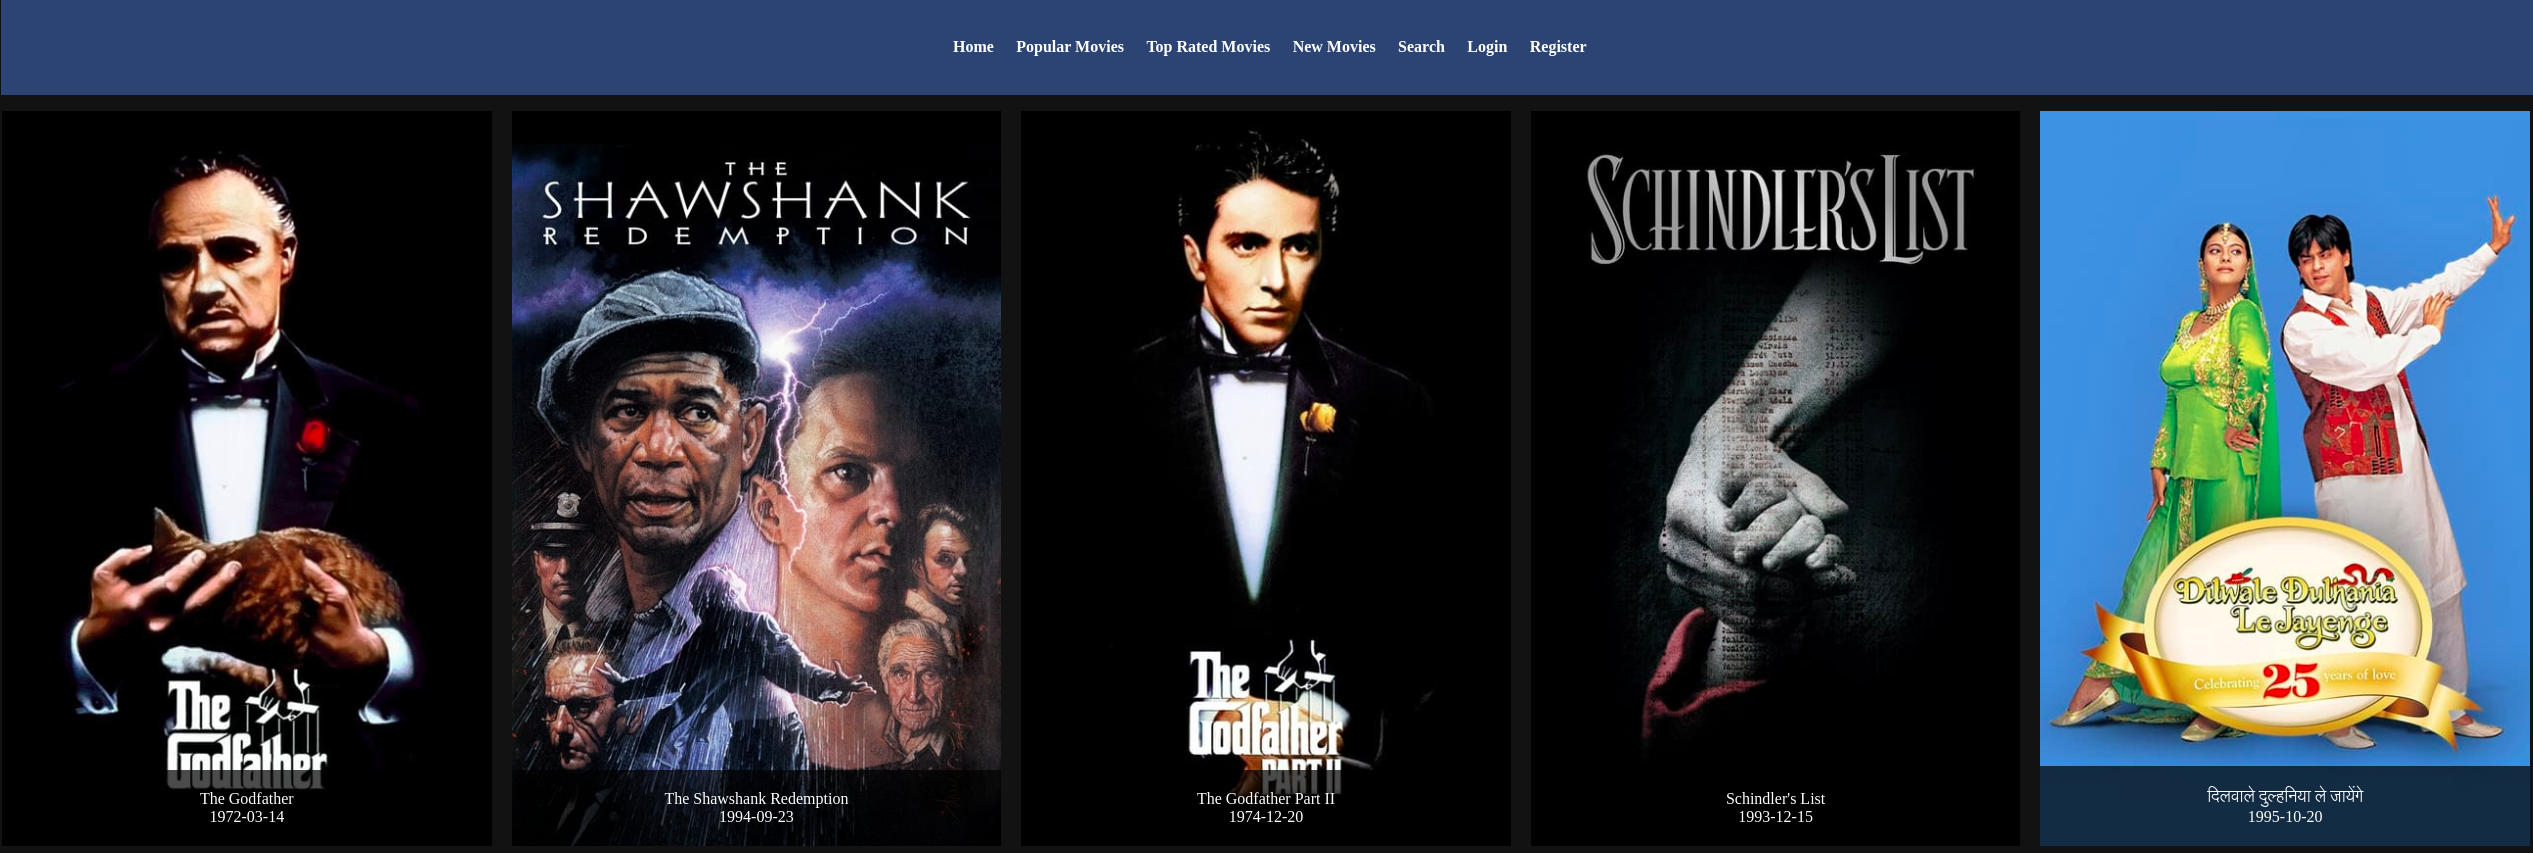 Home Popular Movies Top Rated Movies New Movies Search Login Register
The
Godfather
The Godfather
1972-03-14
THE
SHAWSHANK
REDEMPTION
The Shawshank Redemption
1994-09-23
The
Godfather
PART II
The Godfather Part II
1974-12-20
SCHINDLER'S LIST
Schindler's List
1993-12-15
Dilwale Dulhania
Le Jayenge
Celebrating 25 years of love
दिलवाले दुल्हनिया ले जायेंगे
1995-10-20